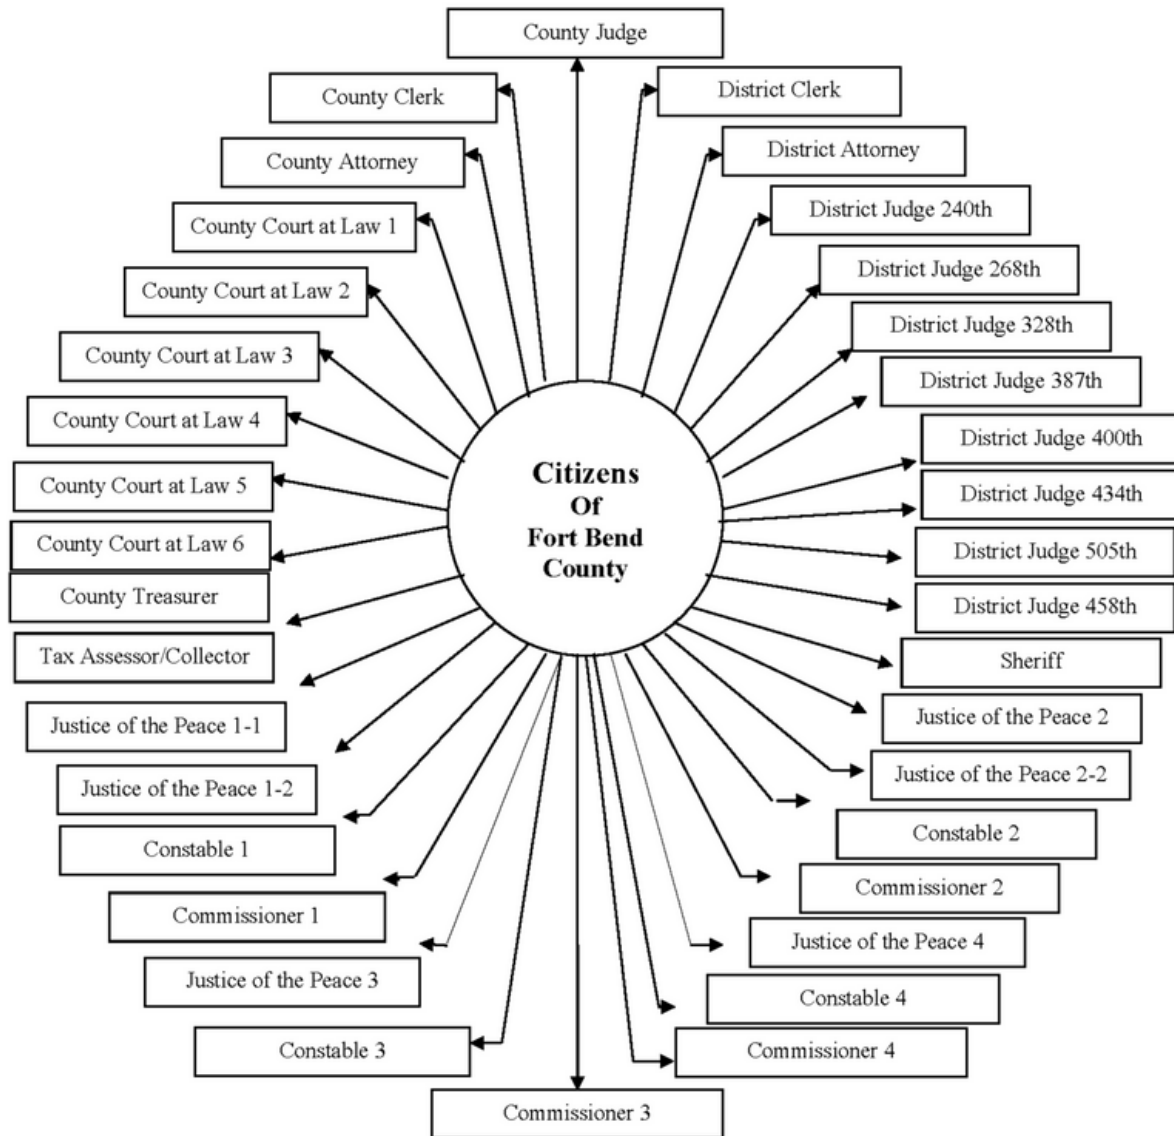 County Judge
County Clerk
District Clerk
County Attorney
District Attorney
County Court at Law 1
District Judge 240th
County Court at Law 2
District Judge 268th
County Court at Law 3
District Judge 328th
County Court at Law 4
District Judge 387th
County Court at Law 5
District Judge 400th
County Court at Law 6
District Judge 434th
County Treasurer
District Judge 505th
Tax Assessor/Collector
District Judge 458th
Citizens
Of
Fort Bend
County
Sheriff
Justice of the Peace 1-1
Justice of the Peace 2
Justice of the Peace 1-2
Justice of the Peace 2-2
Constable 1
Constable 2
Commissioner 1
Commissioner 2
Justice of the Peace 3
Justice of the Peace 4
Constable 3
Constable 4
Commissioner 4
Commissioner 3